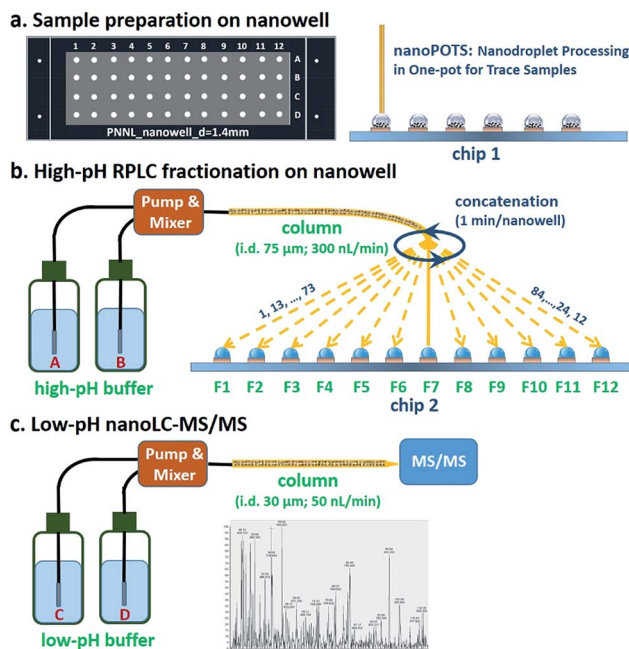 a. Sample preparation on nanowell
1 2 3 4 5 6 7 8 9 10 11 12
A
B
C
D
PNNL_nanowell_d=1.4mm
nanoPOTS: Nanodroplet Processing
in One-pot for Trace Samples
chip 1
b. High-pH RPLC fractionation on nanowell
Pump &
Mixer
column
(i.d. 75 µm; 300 nL/min)
concatenation
(1 min/nanowell)
1, 13, ..., 73
84,...,24, 12
A B
high-pH buffer
F1 F2 F3 F4 F5 F6 F7 F8 F9 F10 F11 F12
chip 2
c. Low-pH nanoLC-MS/MS
Pump &
Mixer
column
(i.d. 30 µm; 50 nL/min)
MS/MS
C D
low-pH buffer